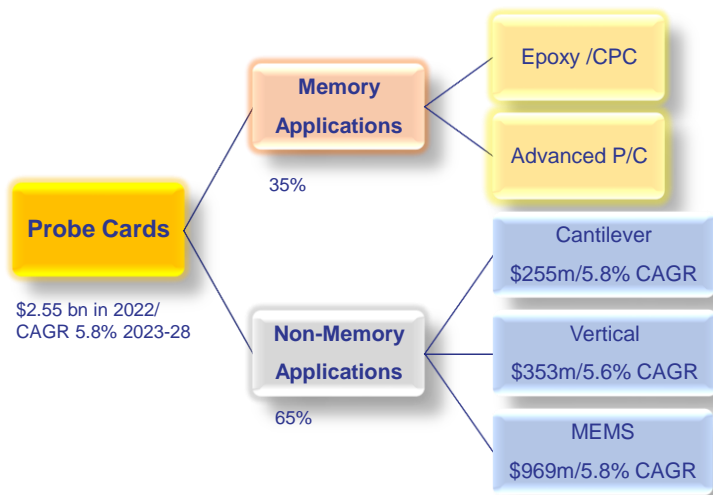 Probe Cards
$2.55 bn in 2022/
CAGR 5.8% 2023-28
Memory
Applications
35%
Epoxy /CPC
Advanced P/C
Non-Memory
Applications
65%
Cantilever
$255m/5.8% CAGR
Vertical
$353m/5.6% CAGR
MEMS
$969m/5.8% CAGR